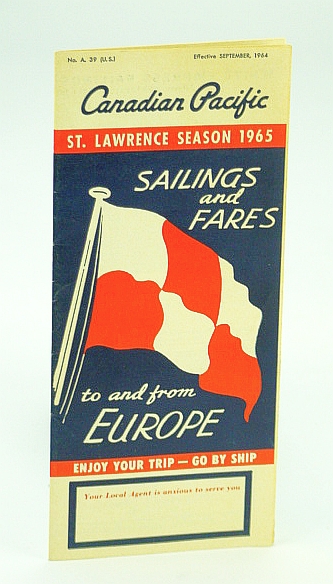 No. A. 39 (U.S.) Effective SEPTEMBER, 1964
Canadian Pacific
ST. LAWRENCE SEASON 1965
SAILINGS
and
FARES
to and from
EUROPE
ENJOY YOUR TRIP — GO BY SHIP
Your Local Agent is anxious to serve you